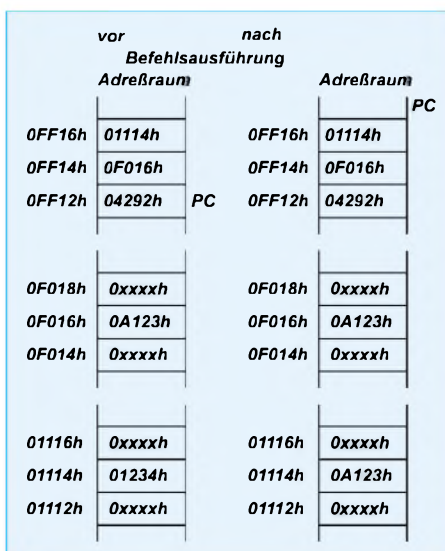 vor nach
Befehlsausführung
Adreßraum Adreßraum
PC
0FF16h 01114h 0FF16h 01114h
0FF14h 0F016h 0FF14h 0F016h
0FF12h 04292h PC 0FF12h 04292h
0F018h 0xxxxh 0F018h 0xxxxh
0F016h 0A123h 0F016h 0A123h
0F014h 0xxxxh 0F014h 0xxxxh
01116h 0xxxxh 01116h 0xxxxh
01114h 01234h 01114h 0A123h
01112h 0xxxxh 01112h 0xxxxh